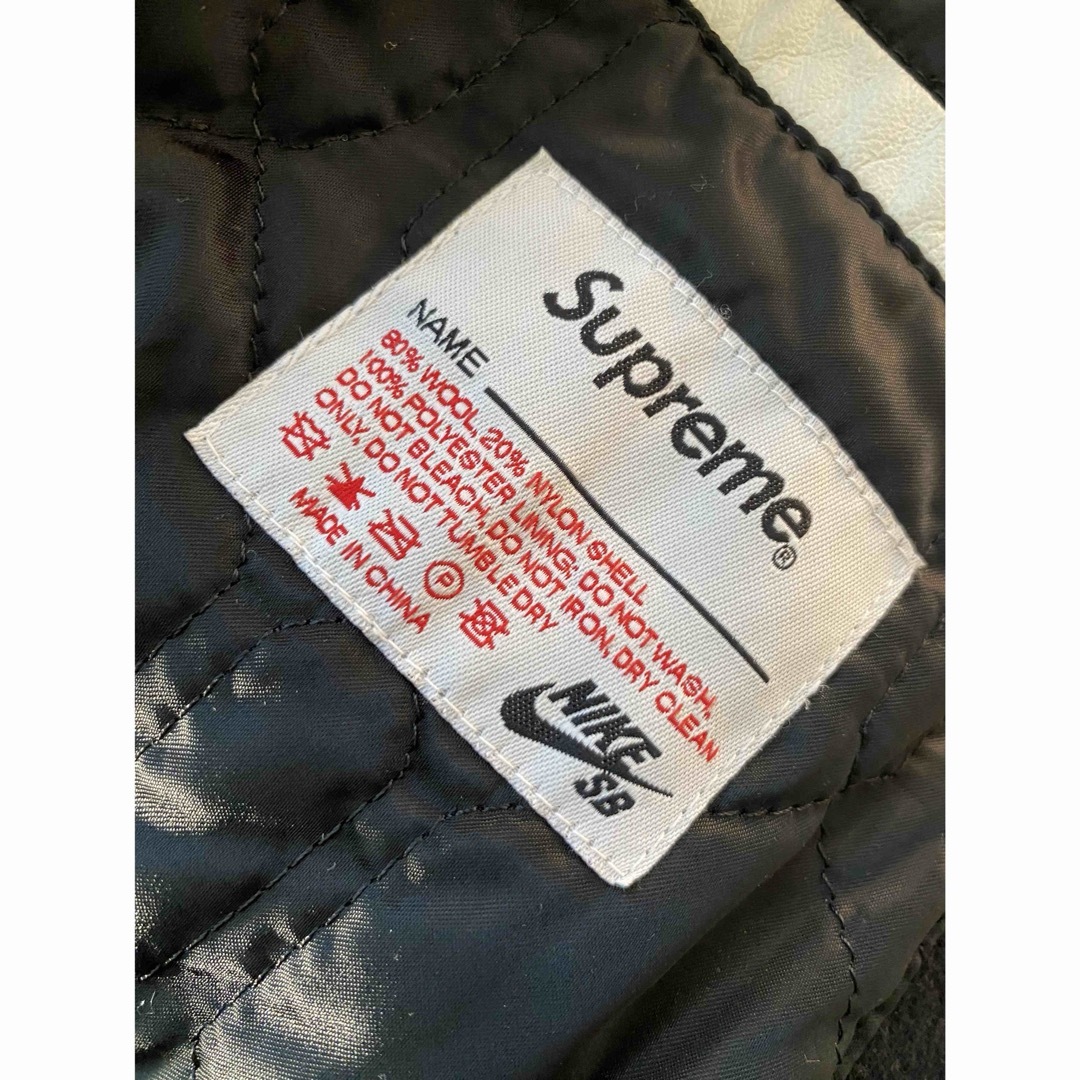 Supreme®
NAME
80% WOOL, 20% NYLON SHELL
100% POLYESTER LINING; DO NOT WASH,
DO NOT BLEACH, DO NOT IRON, DRY CLEAN
ONLY, DO NOT TUMBLE DRY
P
MADE IN CHINA
NIKE
SB